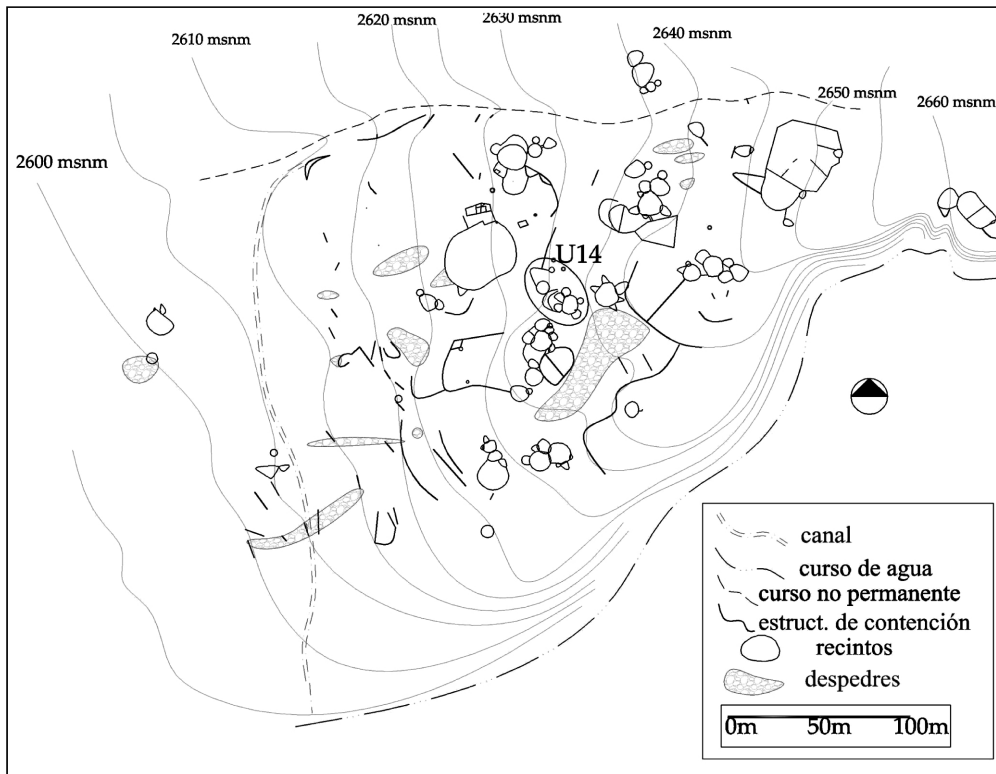 2610 msnm
2620 msnm
2630 msnm
2640 msnm
2650 msnm
2660 msnm
2600 msnm
U14
canal
curso de agua
curso no permanente
estruct. de contención
recintos
despedres
0m 50m 100m